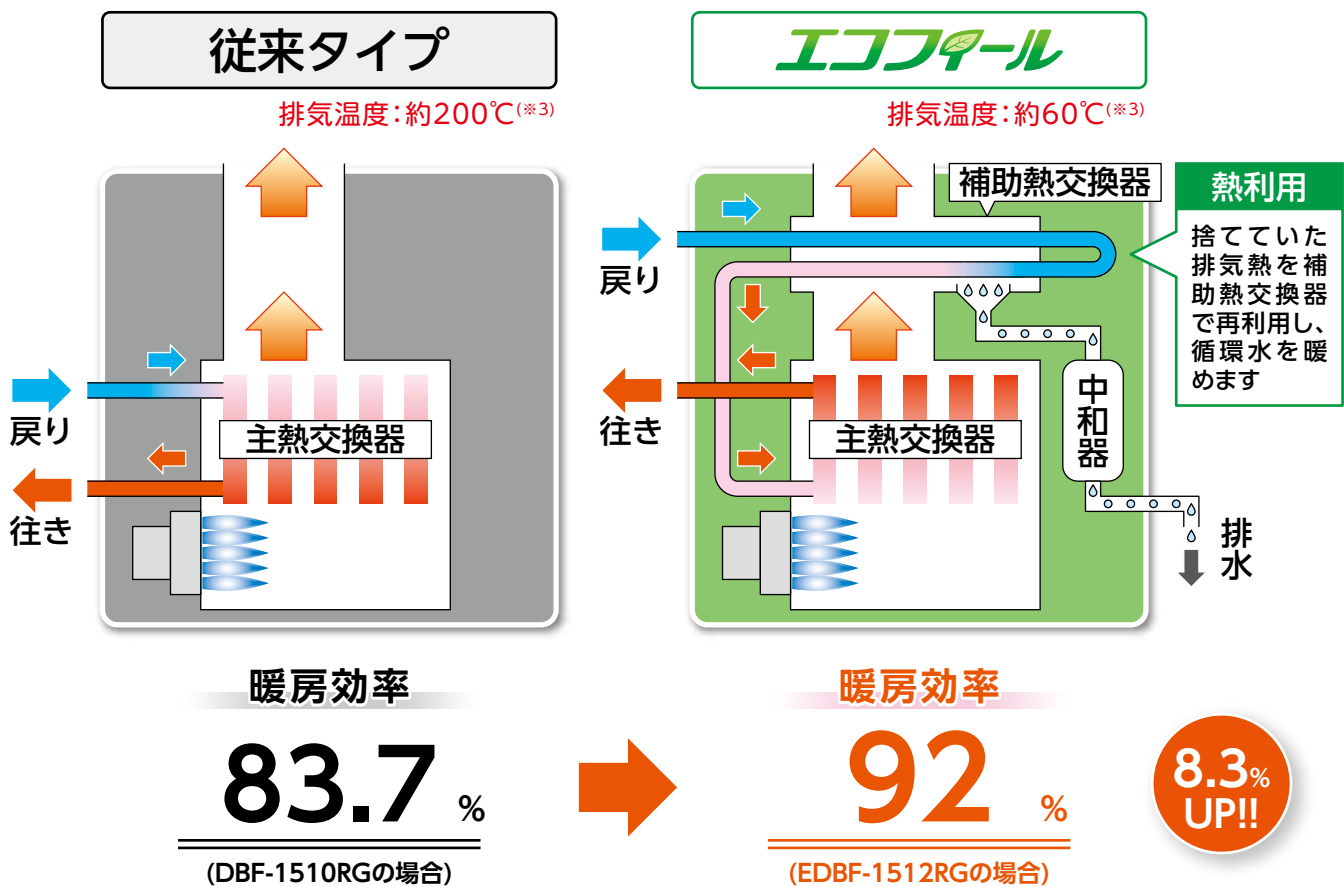 従来タイプ
排気温度：約200℃(※3)
戻り
往き
主熱交換器
暖房効率
83.7 %
(DBF-1510RGの場合)
エコフィール
排気温度：約60℃(※3)
補助熱交換器
戻り
往き
主熱交換器
中和器
排水
熱利用
捨てていた
排気熱を補
助熱交換器
で再利用し、
循環水を暖
めます
暖房効率
92 %
(EDBF-1512RGの場合)
8.3%
UP!!